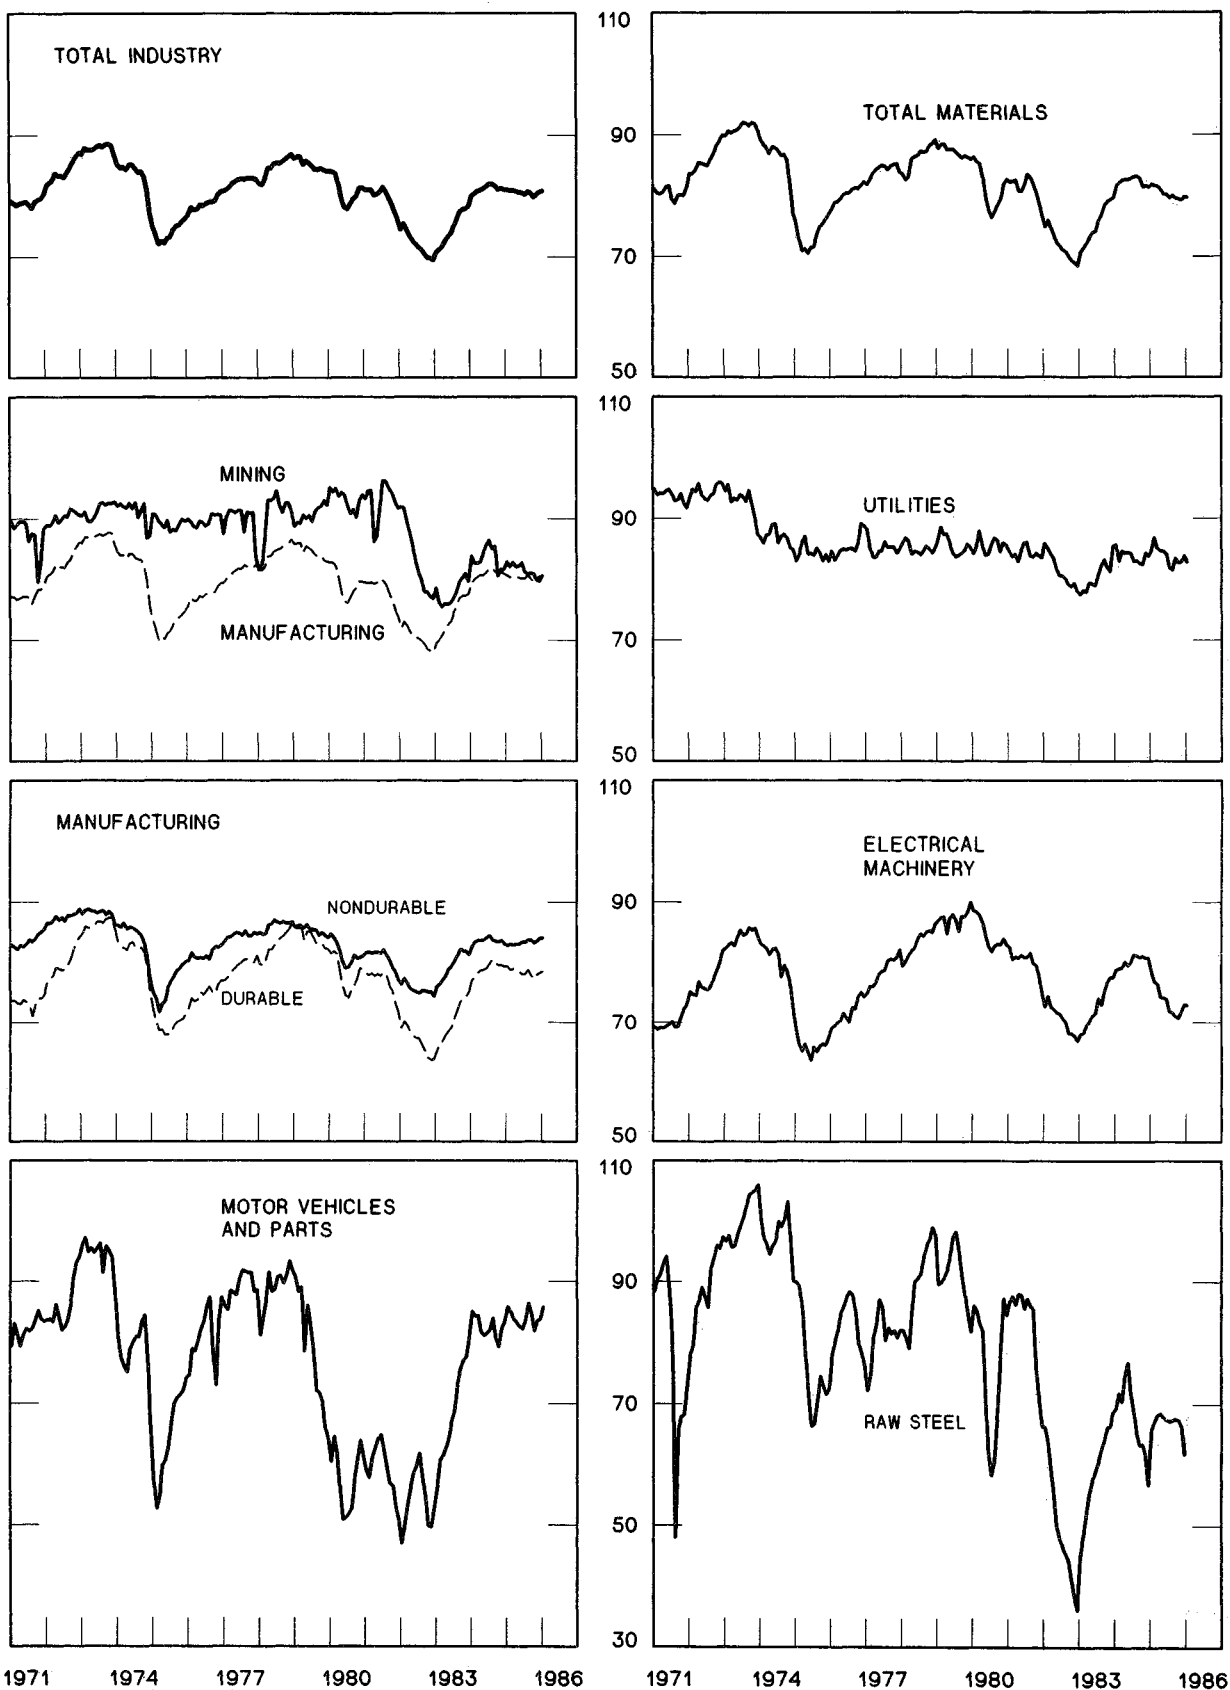 TOTAL INDUSTRY
110
TOTAL MATERIALS
90
70
50
MINING
MANUFACTURING
110
UTILITIES
90
70
50
MANUFACTURING
NONDURABLE
DURABLE
110
ELECTRICAL
MACHINERY
90
70
50
MOTOR VEHICLES
AND PARTS
110
90
70
RAW STEEL
50
30
1971 1974 1977 1980 1983 1986
1971 1974 1977 1980 1983 1986